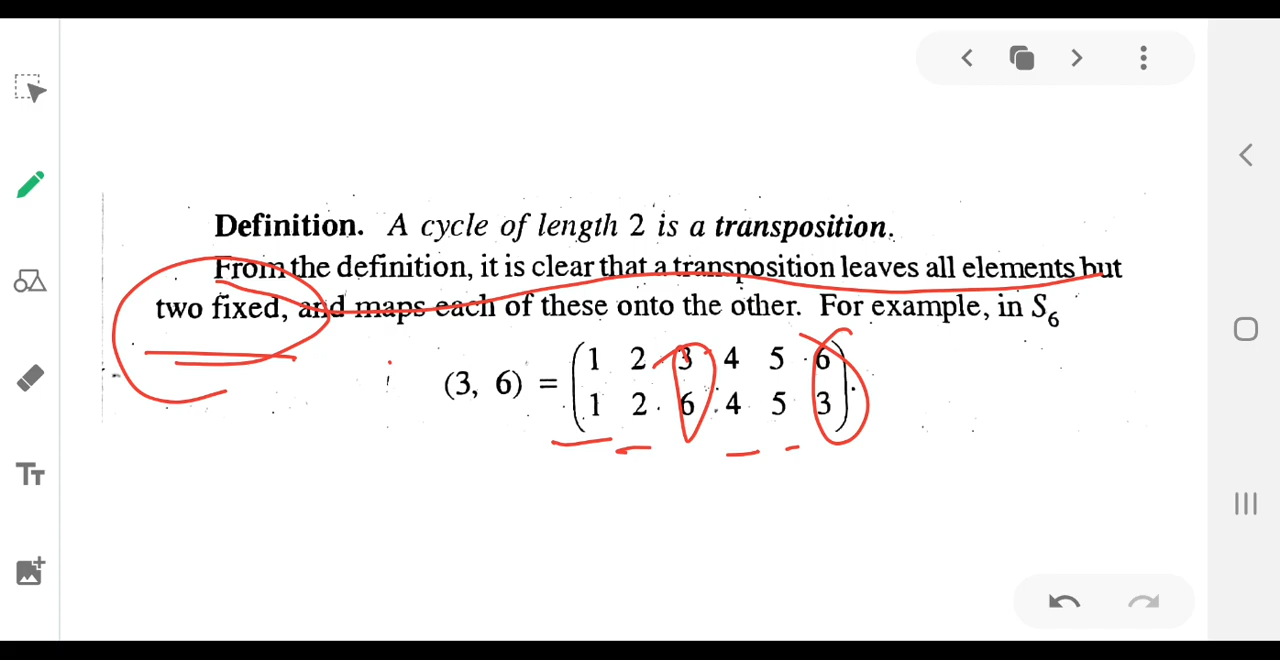 Definition. A cycle of length 2 is a transposition.
From the definition, it is clear that a transposition leaves all elements but
two fixed, and maps each of these onto the other. For example, in S₆
(3, 6) = (1 2 3 4 5 6
1 2 6 4 5 3).
TT